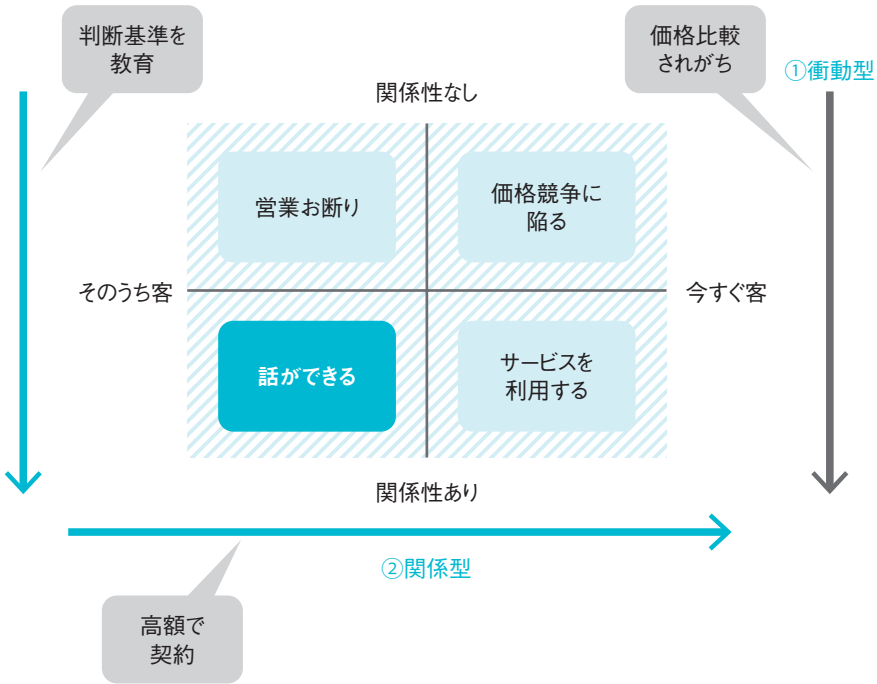 判断基準を
教育
価格比較
されがち
①衝動型
関係性なし
営業お断り
価格競争に
陥る
そのうち客
今すぐ客
話ができる
サービスを
利用する
関係性あり
②関係型
高額で
契約